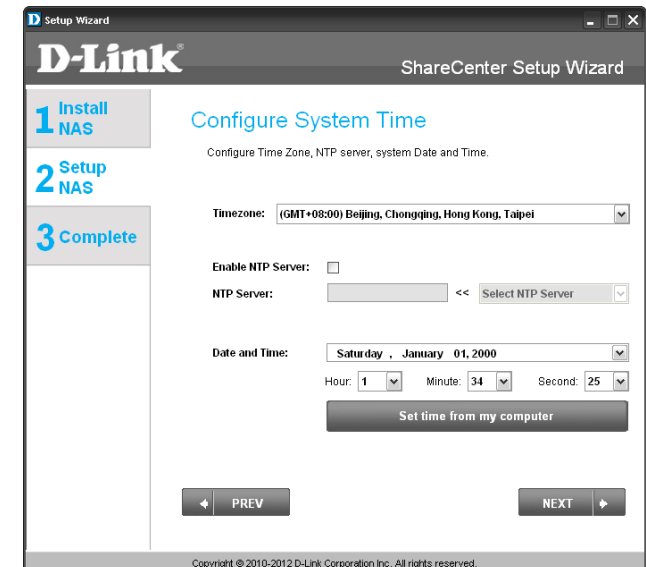 Setup Wizard
D-Link®
ShareCenter Setup Wizard
1 Install NAS
2 Setup NAS
3 Complete
Configure System Time
Configure Time Zone, NTP server, system Date and Time.
Timezone: (GMT+08:00) Beijing, Chongqing, Hong Kong, Taipei
Enable NTP Server:
NTP Server: << Select NTP Server
Date and Time: Saturday , January 01, 2000
Hour: 1 Minute: 34 Second: 25
Set time from my computer
PREV NEXT
Copyright © 2010-2012 D-Link Corporation Inc. All rights reserved.